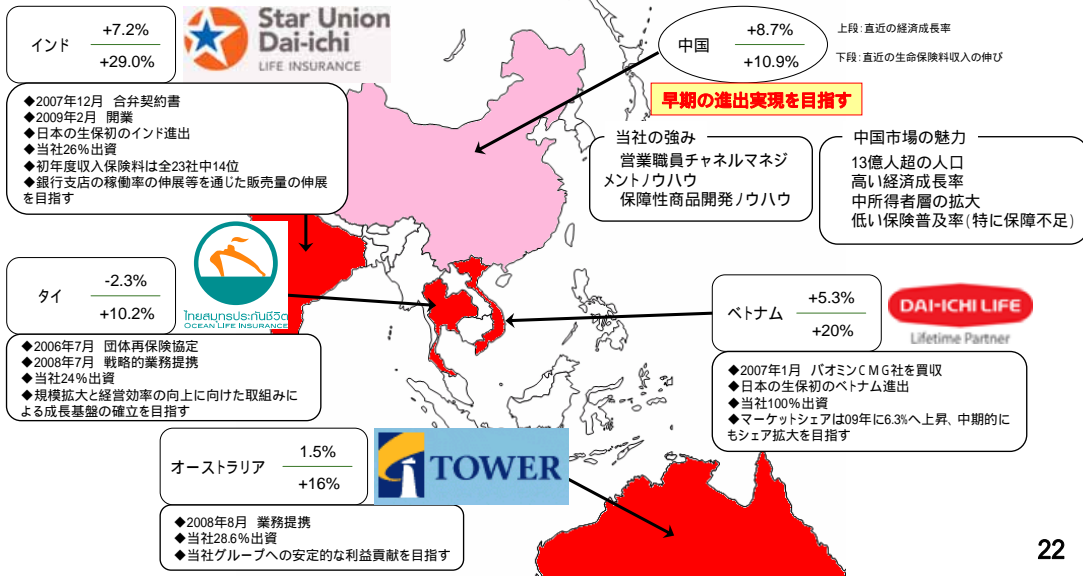 インド
+7.2%
+29.0%
Star Union
Dai-ichi
LIFE INSURANCE
中国
+8.7%
+10.9%
上段:直近の経済成長率
下段:直近の生命保険料収入の伸び
早期の進出実現を目指す
◆2007年12月 合弁契約書
◆2009年2月 開業
◆日本の生保初のインド進出
◆当社26%出資
◆初年度収入保険料は全23社中14位
◆銀行支店の稼働率の伸展等を通じた販売量の伸展
を目指す
当社の強み
営業職員チャネルマネジ
メントノウハウ
保障性商品開発ノウハウ
中国市場の魅力
13億人超の人口
高い経済成長率
中所得者層の拡大
低い保険普及率(特に保障不足)
タイ
-2.3%
+10.2%
ไทยสมุทรประกันชีวิต
OCEAN LIFE INSURANCE
◆2006年7月 団体再保険協定
◆2008年7月 戦略的業務提携
◆当社24%出資
◆規模拡大と経営効率の向上に向けた取組みに
よる成長基盤の確立を目指す
ベトナム
+5.3%
+20%
DAI-ICHI LIFE
Lifetime Partner
◆2007年1月 バオミンCMG社を買収
◆日本の生保初のベトナム進出
◆当社100%出資
◆マーケットシェアは09年に6.3%へ上昇、中期的に
もシェア拡大を目指す
オーストラリア
1.5%
+16%
TOWER
◆2008年8月 業務提携
◆当社28.6%出資
◆当社グループへの安定的な利益貢献を目指す
22